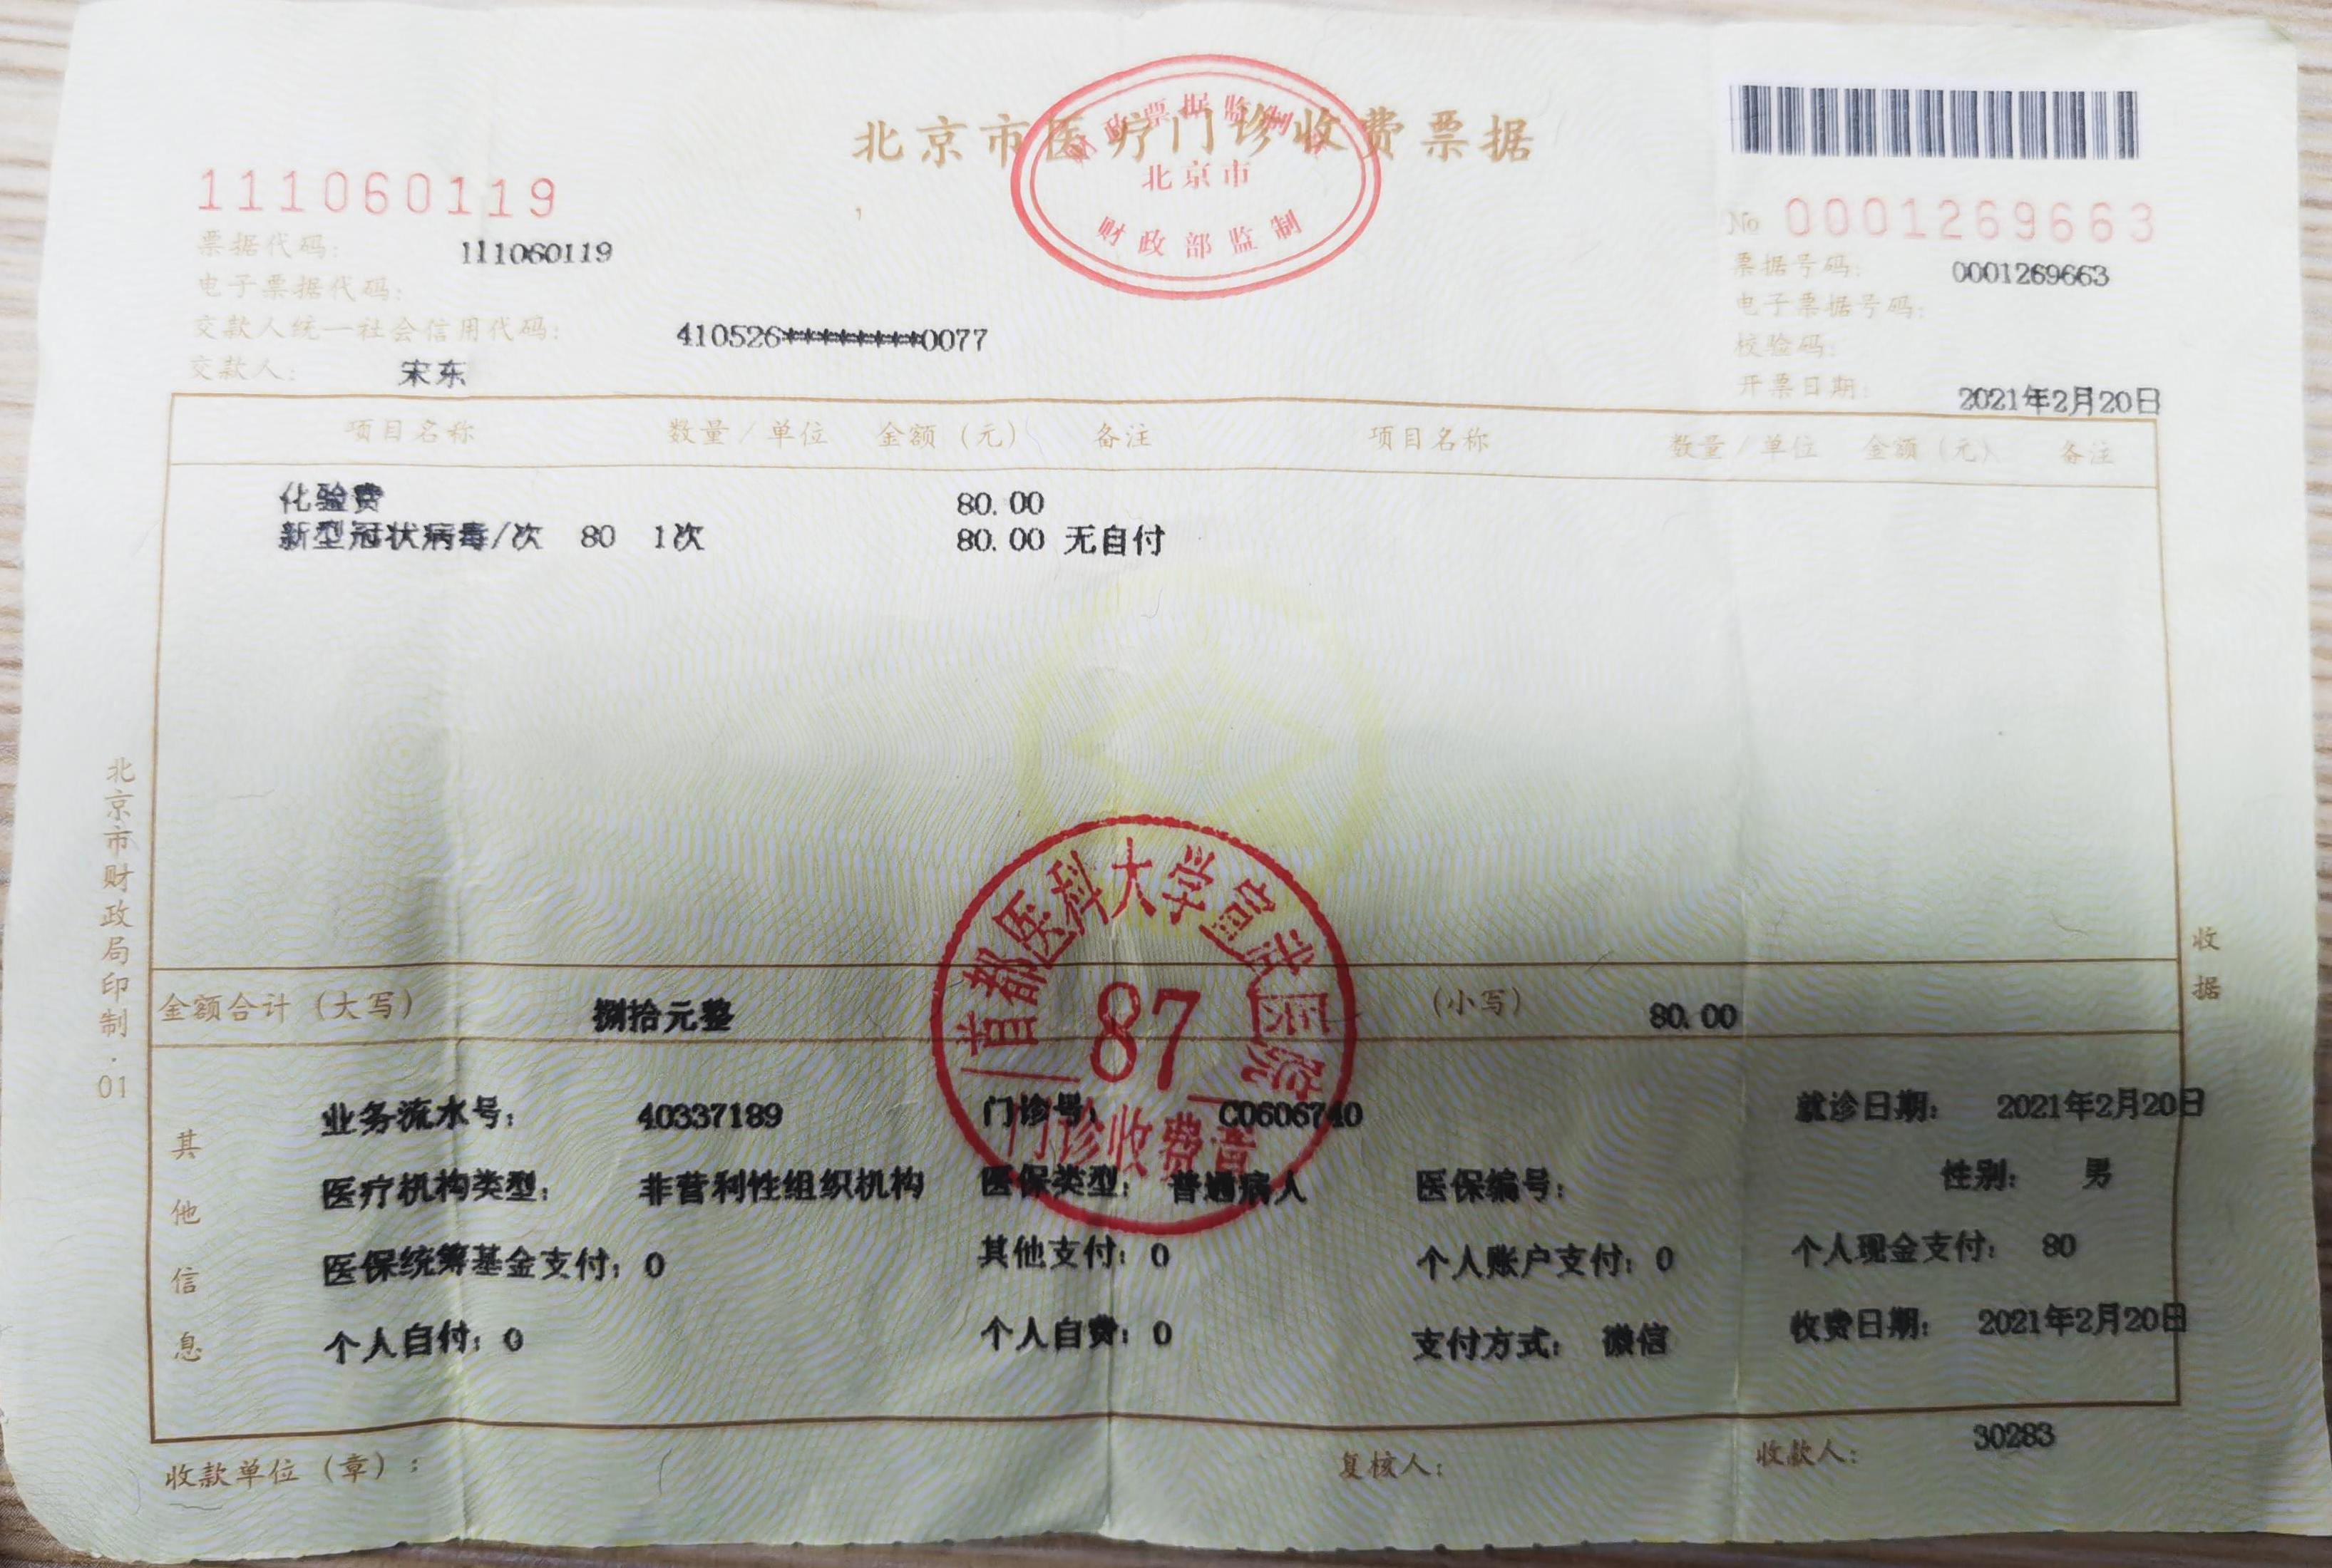 北京市医疗门诊收费票据
财政票据监制
北京市
财政部监制
111060119
No 0001269663
票据代码: 111060119
票据号码: 0001269663
电子票据代码:
电子票据号码:
交款人统一社会信用代码: 410526*********0077
校验码:
交款人: 宋东
开票日期: 2021年2月20日
项目名称 数量/单位 金额(元) 备注 项目名称 数量/单位 金额(元) 备注
化验费 80.00
新型冠状病毒/次 80 1次 80.00 无自付
金额合计(大写) 捌拾元整 (小写) 80.00
首都医科大学宣武医院
87
门诊收费章
其他信息
业务流水号: 40337189 门诊号: C0606740 就诊日期: 2021年2月20日
医疗机构类型: 非营利性组织机构 医保类型: 普通病人 医保编号: 性别: 男
医保统筹基金支付: 0 其他支付: 0 个人账户支付: 0 个人现金支付: 80
个人自付: 0 个人自费: 0 支付方式: 微信 收费日期: 2021年2月20日
收款单位(章): 复核人: 收款人: 30283
北京市财政局印制·01
收据